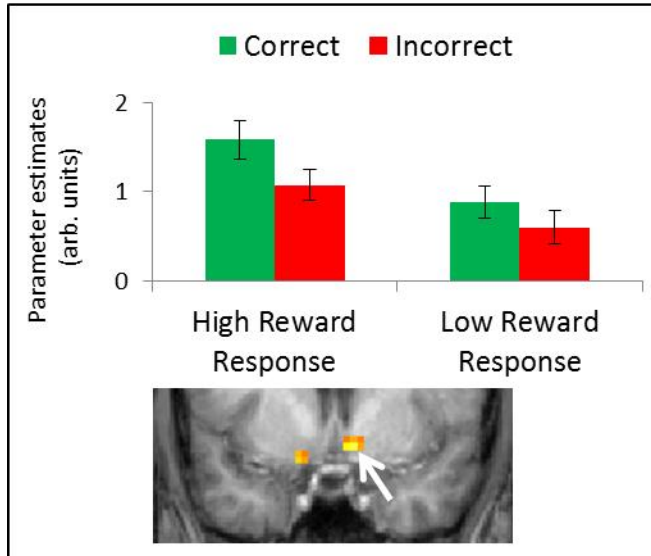 Correct Incorrect
Parameter estimates
(arb. units)
2
1
0
High Reward
Response
Low Reward
Response